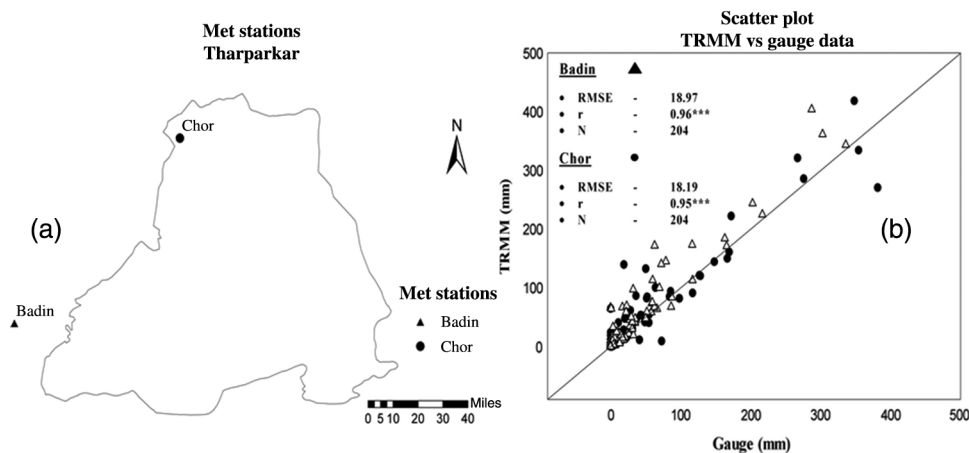 Met stations
Tharparkar
Chor
N
(a)
Badin
Met stations
Badin
Chor
Miles
0 5 10 20 30 40
Scatter plot
TRMM vs gauge data
500
400
300
200
100
0
TRMM (mm)
Badin
RMSE - 18.97
r - 0.96***
N - 204
Chor
RMSE - 18.19
r - 0.95***
N - 204
(b)
0 100 200 300 400 500
Gauge (mm)